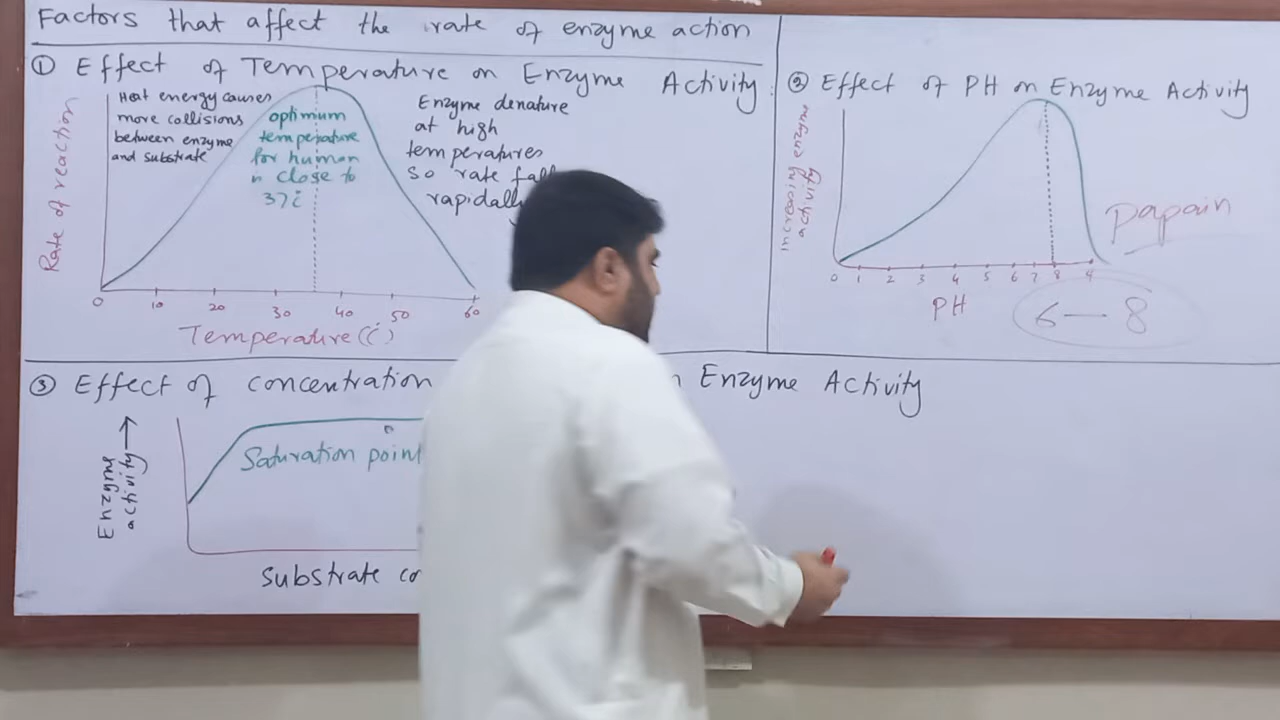 Factors that affect the rate of enzyme action
① Effect of Temperature on Enzyme Activity
Rate of reaction
Heat energy causes
more collisions
between enzyme
and substrate
optimum
temperature
for human
is close to
37
Enzyme denature
at high
temperatures
so rate
rapidally
0 10 20 30 40 50 60
Temperature (
② Effect of PH on Enzyme Activity
increasing enzyme
activity
0 1 2 3 4 5 6 7 8 9
PH
6 — 8
papain
③ Effect of concentration
Enzyme Activity
Enzyme
activity
Saturation point
substrate co